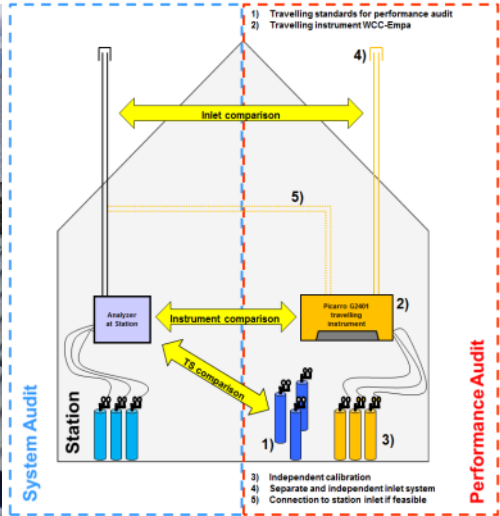 1) Travelling standards for performance audit
2) Travelling instrument WCC-Empa
4)
Inlet comparison
5)
Analyzer
at Station
Instrument comparison
Picarro G2401
travelling
instrument
2)
TS comparison
1)
3)
Station
System Audit
Performance Audit
3) Independent calibration
4) Separate and independent inlet system
5) Connection to station inlet if feasible